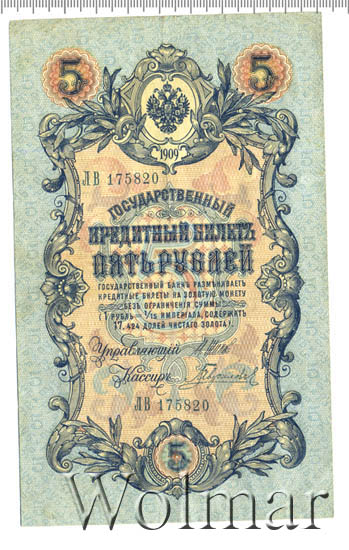 5 5
1909
ЛВ 175820
ГОСУДАРСТВЕННЫЙ
КРЕДИТНЫЙ БИЛЕТЪ
ПЯТЬ РУБЛЕЙ
ГОСУДАРСТВЕННЫЙ БАНКЪ РАЗМѢНИВАЕТЪ
КРЕДИТНЫЕ БИЛЕТЫ НА ЗОЛОТУЮ МОНЕТУ
БЕЗЪ ОГРАНИЧЕНІЯ СУММЫ
(1 РУБЛЬ = 1/15 ИМПЕРІАЛА, СОДЕРЖИТЪ
17,424 ДОЛЕЙ ЧИСТАГО ЗОЛОТА).
Управляющій
Кассиръ
ЛВ 175820
5
Wolmar